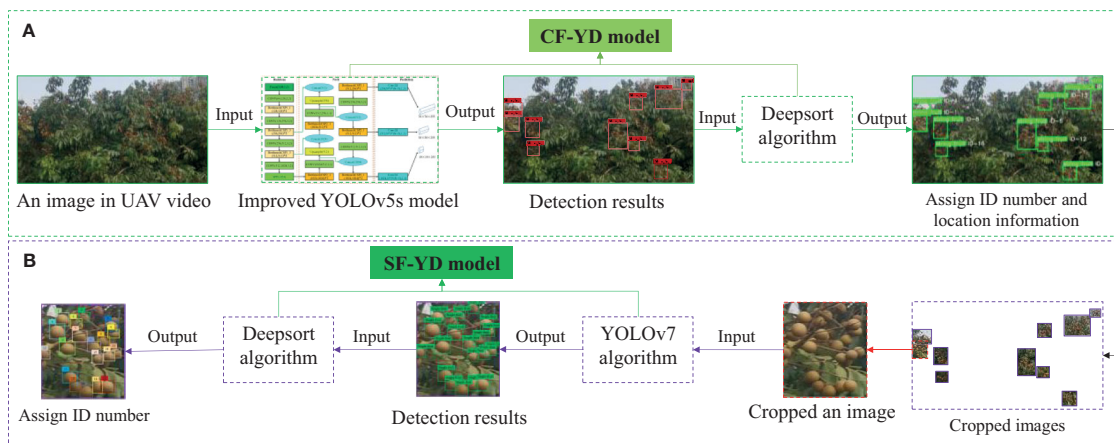 A
CF-YD model
Input
Output
Input
Deepsort
algorithm
Output
An image in UAV video
Improved YOLOv5s model
Detection results
Assign ID number and
location information
B
SF-YD model
Output
Deepsort
algorithm
Input
Output
YOLOv7
algorithm
Input
Assign ID number
Detection results
Cropped an image
Cropped images